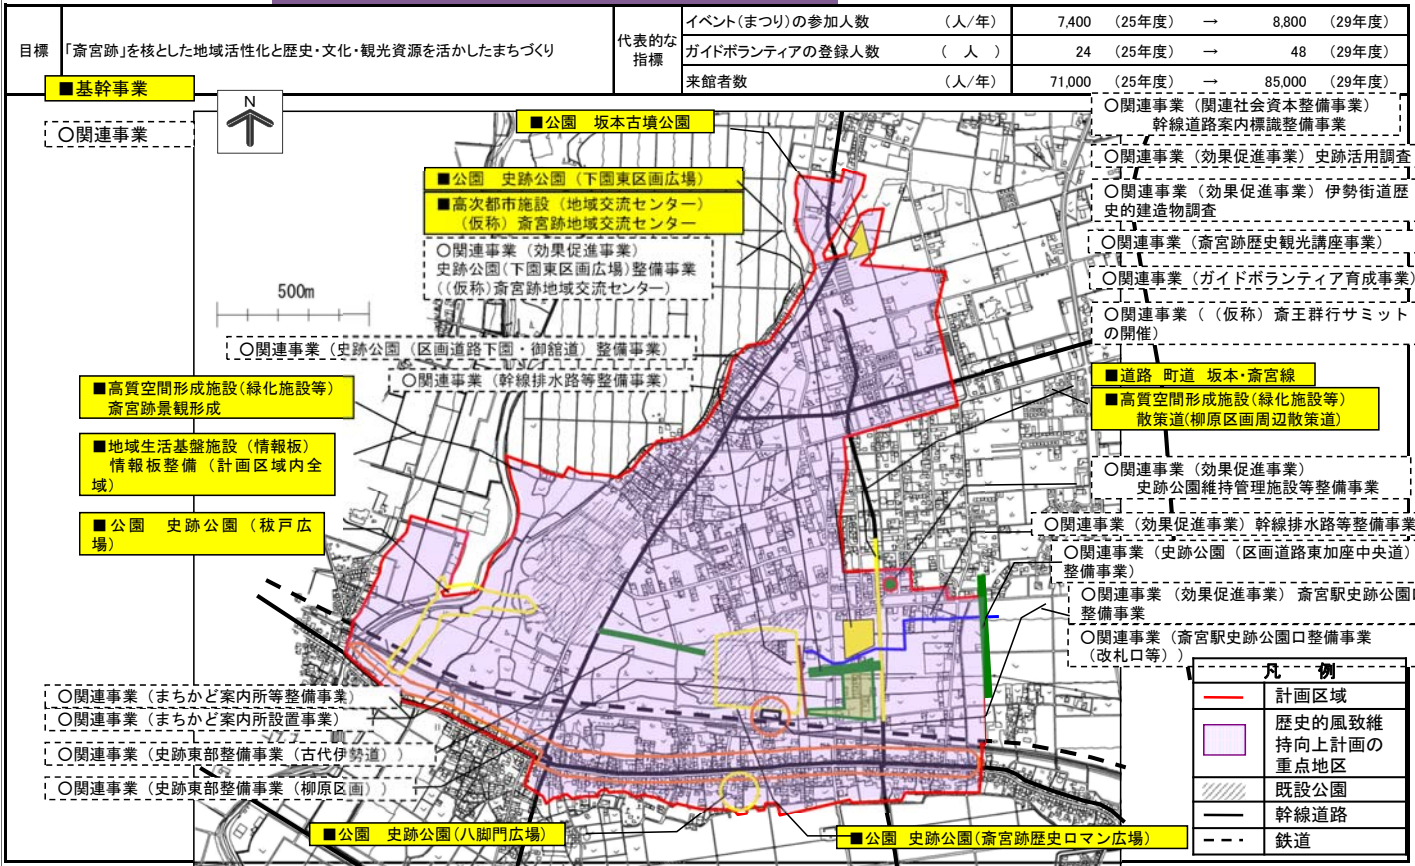 目標
「斎宮跡」を核とした地域活性化と歴史・文化・観光資源を活かしたまちづくり
代表的な
指標
イベント（まつり）の参加人数 （人/年） 7,400 （25年度） → 8,800 （29年度）
ガイドボランティアの登録人数 （ 人 ） 24 （25年度） → 48 （29年度）
来館者数 （人/年） 71,000 （25年度） → 85,000 （29年度）
■基幹事業
○関連事業
N
500m
■公園 坂本古墳公園
■公園 史跡公園（下園東区画広場）
■高次都市施設（地域交流センター）
（仮称）斎宮跡地域交流センター
○関連事業（効果促進事業）
史跡公園（下園東区画広場）整備事業
（（仮称）斎宮跡地域交流センター）
○関連事業（史跡公園（区画道路下園・御館道）整備事業）
○関連事業（幹線排水路等整備事業）
■高質空間形成施設（緑化施設等）
斎宮跡景観形成
■地域生活基盤施設（情報板）
情報板整備（計画区域内全
域）
■公園 史跡公園（秡戸広
場）
○関連事業（まちかど案内所等整備事業）
○関連事業（まちかど案内所設置事業）
○関連事業（史跡東部整備事業（古代伊勢道））
○関連事業（史跡東部整備事業（柳原区画））
■公園 史跡公園（八脚門広場）
■公園 史跡公園（斎宮跡歴史ロマン広場）
○関連事業（関連社会資本整備事業）
幹線道路案内標識整備事業
○関連事業（効果促進事業）史跡活用調査
○関連事業（効果促進事業）伊勢街道歴
史的建造物調査
○関連事業（斎宮跡歴史観光講座事業）
○関連事業（ガイドボランティア育成事業）
○関連事業（（仮称）斎王群行サミット
の開催）
■道路 町道 坂本・斎宮線
■高質空間形成施設（緑化施設等）
散策道（柳原区画周辺散策道）
○関連事業（効果促進事業）
史跡公園維持管理施設等整備事業
○関連事業（効果促進事業）幹線排水路等整備事業
○関連事業（史跡公園（区画道路東加座中央道）
整備事業）
○関連事業（効果促進事業）斎宮駅史跡公園口
整備事業
○関連事業（斎宮駅史跡公園口整備事業
（改札口等））
凡 例
計画区域
歴史的風致維
持向上計画の
重点地区
既設公園
幹線道路
鉄道